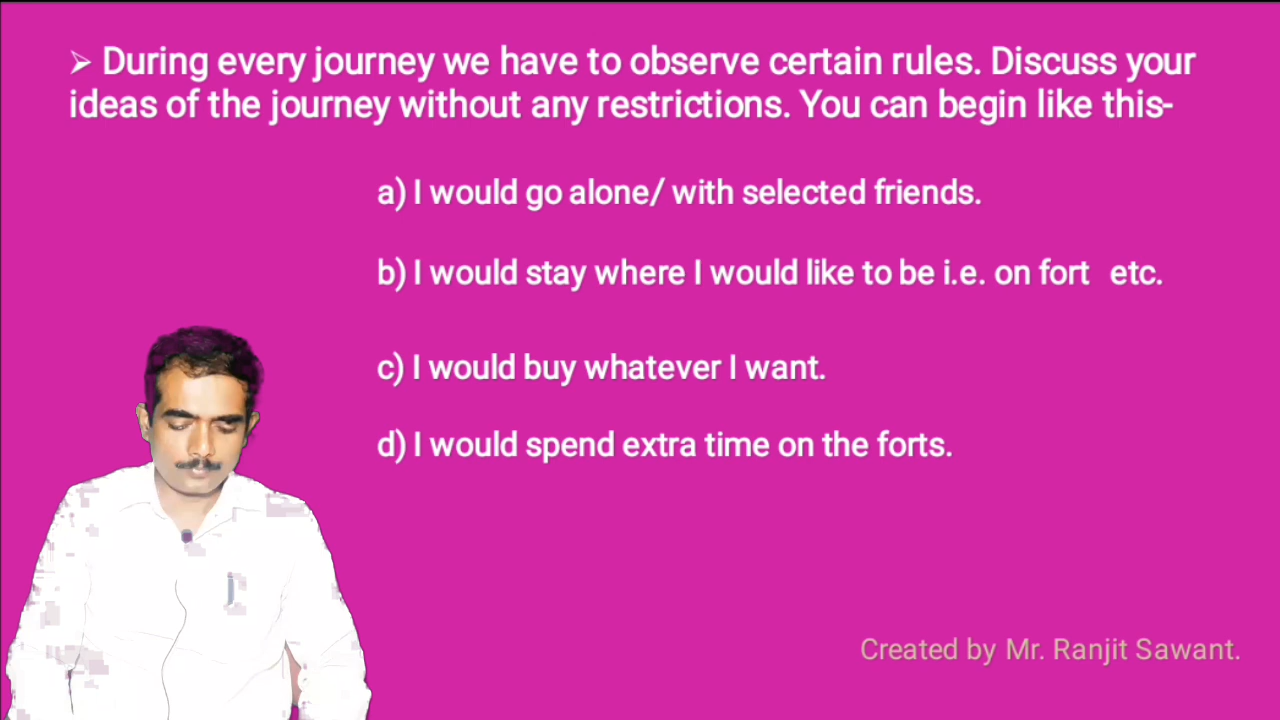 ➢ During every journey we have to observe certain rules. Discuss your
ideas of the journey without any restrictions. You can begin like this-
a) I would go alone/ with selected friends.
b) I would stay where I would like to be i.e. on fort etc.
c) I would buy whatever I want.
d) I would spend extra time on the forts.
Created by Mr. Ranjit Sawant.